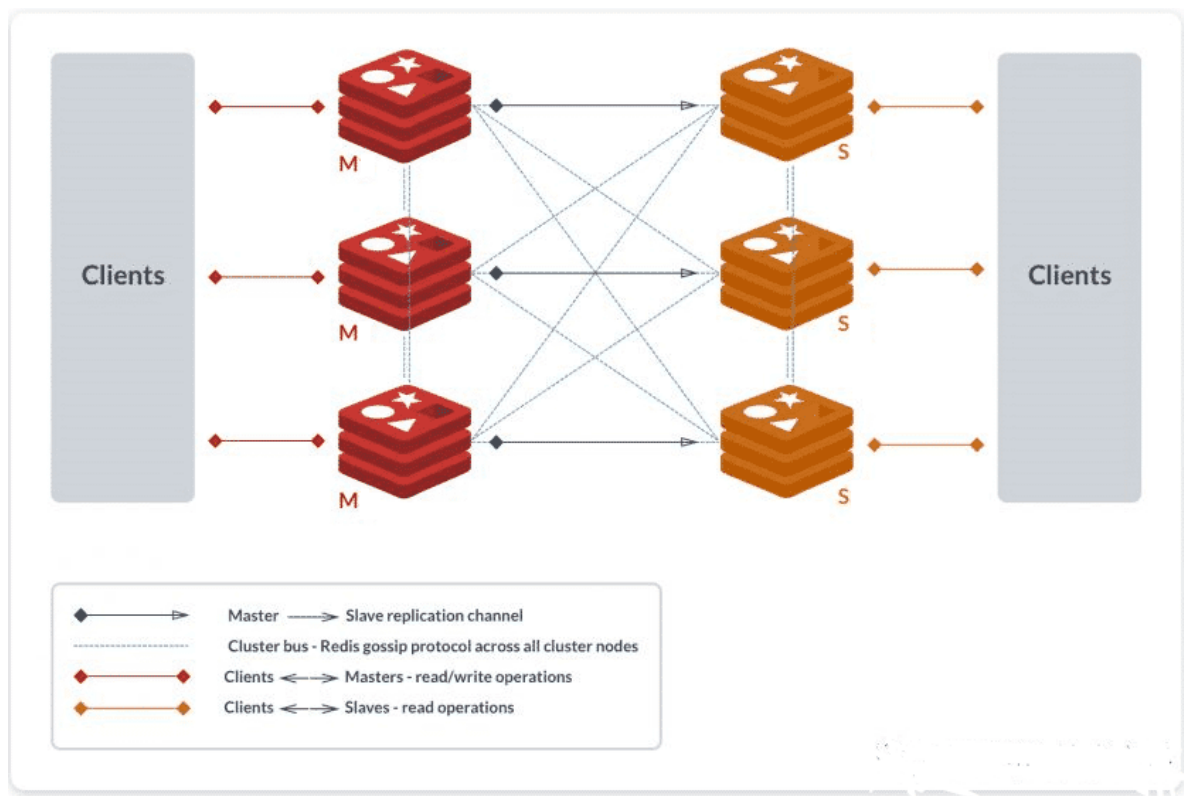 Clients
M
S
M
S
M
S
Clients
Master Slave replication channel
Cluster bus - Redis gossip protocol across all cluster nodes
Clients Masters - read/write operations
Clients Slaves - read operations